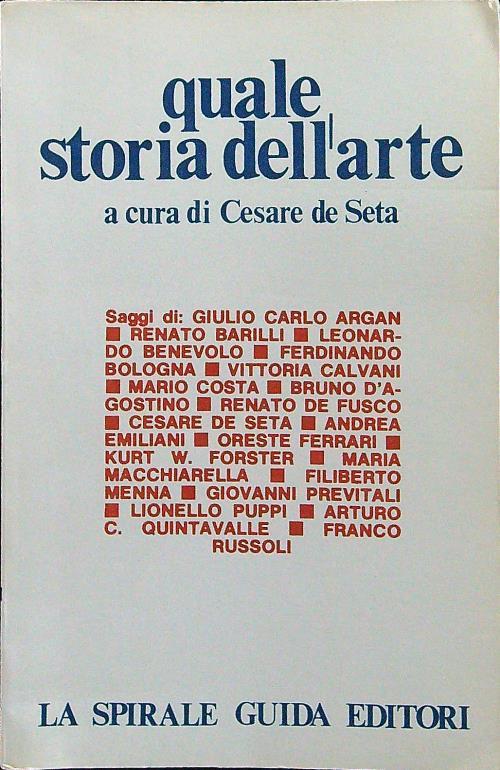 quale
storia dell'arte
a cura di Cesare de Seta
Saggi di: GIULIO CARLO ARGAN
■ RENATO BARILLI ■ LEONAR-
DO BENEVOLO ■ FERDINANDO
BOLOGNA ■ VITTORIA CALVANI
■ MARIO COSTA ■ BRUNO D'A-
GOSTINO ■ RENATO DE FUSCO
■ CESARE DE SETA ■ ANDREA
EMILIANI ■ ORESTE FERRARI ■
KURT W. FORSTER ■ MARIA
MACCHIARELLA ■ FILIBERTO
MENNA ■ GIOVANNI PREVITALI
■ LIONELLO PUPPI ■ ARTURO
C. QUINTAVALLE ■ FRANCO
RUSSOLI
LA SPIRALE GUIDA EDITORI